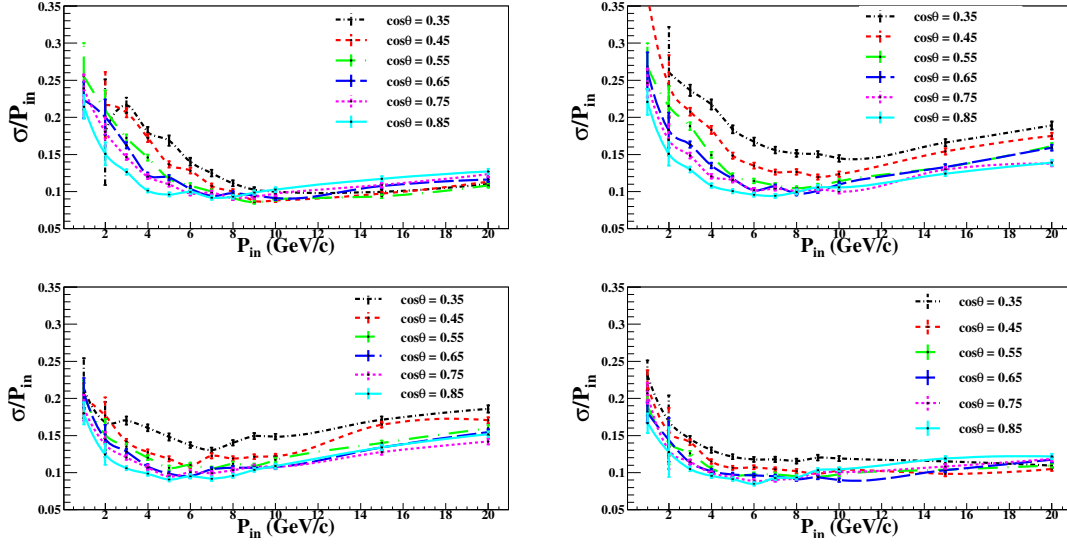 0.35
0.3
0.25
0.2
0.15
0.1
0.05
σ/P_in
2 4 6 8 10 12 14 16 18 20
P_in (GeV/c)
cosθ = 0.35
cosθ = 0.45
cosθ = 0.55
cosθ = 0.65
cosθ = 0.75
cosθ = 0.85
0.35
0.3
0.25
0.2
0.15
0.1
0.05
σ/P_in
2 4 6 8 10 12 14 16 18 20
P_in (GeV/c)
cosθ = 0.35
cosθ = 0.45
cosθ = 0.55
cosθ = 0.65
cosθ = 0.75
cosθ = 0.85
0.35
0.3
0.25
0.2
0.15
0.1
0.05
σ/P_in
2 4 6 8 10 12 14 16 18 20
P_in (GeV/c)
cosθ = 0.35
cosθ = 0.45
cosθ = 0.55
cosθ = 0.65
cosθ = 0.75
cosθ = 0.85
0.35
0.3
0.25
0.2
0.15
0.1
0.05
σ/P_in
2 4 6 8 10 12 14 16 18 20
P_in (GeV/c)
cosθ = 0.35
cosθ = 0.45
cosθ = 0.55
cosθ = 0.65
cosθ = 0.75
cosθ = 0.85